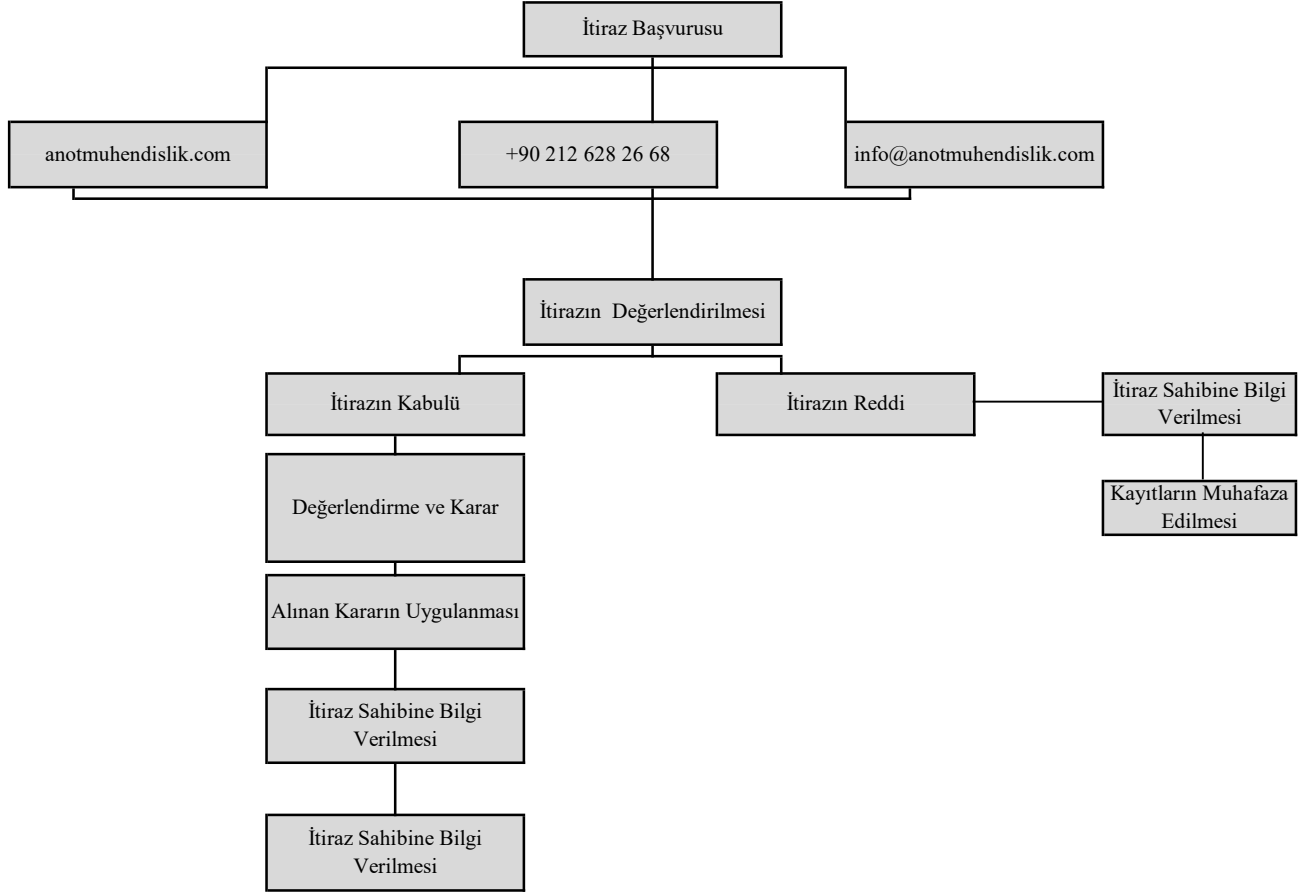 İtiraz Başvurusu
anotmuhendislik.com
+90 212 628 26 68
info@anotmuhendislik.com
İtirazın  Değerlendirilmesi
İtirazın Kabulü
İtirazın Reddi
İtiraz Sahibine Bilgi
Verilmesi
Değerlendirme ve Karar
Kayıtların Muhafaza
Edilmesi
Alınan Kararın Uygulanması
İtiraz Sahibine Bilgi
Verilmesi
İtiraz Sahibine Bilgi
Verilmesi